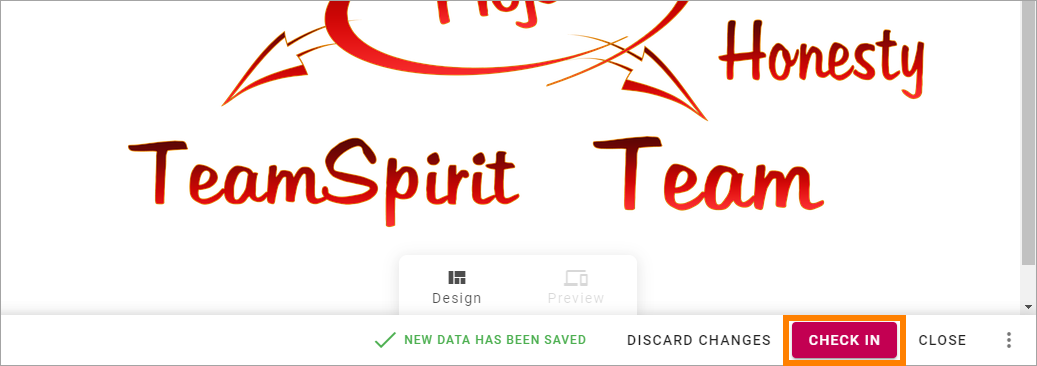 Honesty
TeamSpirit Team
Design Preview
NEW DATA HAS BEEN SAVED DISCARD CHANGES CHECK IN CLOSE